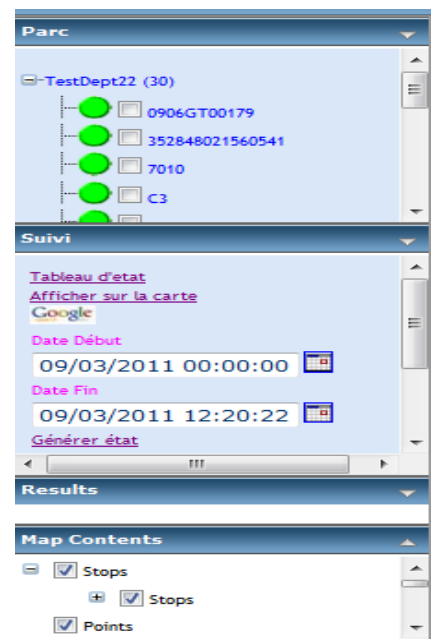 Parc
TestDept22 (30)
0906GT00179
352848021560541
7010
C3
Suivi
Tableau d'etat
Afficher sur la carte
Google
Date Début
09/03/2011 00:00:00
Date Fin
09/03/2011 12:20:22
Générer état
Results
Map Contents
Stops
Stops
Points